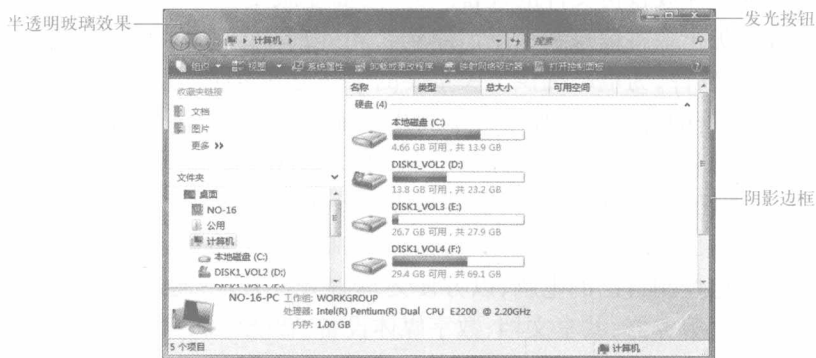 半透明玻璃效果
发光按钮
计算机
搜索
组织 视图 系统属性 卸载或更改程序 映射网络驱动器 打开控制面板
收藏夹链接
文档
图片
更多 >>
文件夹
桌面
NO-16
公用
计算机
本地磁盘 (C:)
DISK1_VOL2 (D:)
DISK1_VOL3 (E:)
名称 类型 总大小 可用空间
硬盘 (4)
本地磁盘 (C:)
4.66 GB 可用,共 13.9 GB
DISK1_VOL2 (D:)
13.8 GB 可用,共 23.2 GB
DISK1_VOL3 (E:)
26.7 GB 可用,共 27.9 GB
DISK1_VOL4 (F:)
29.4 GB 可用,共 69.1 GB
阴影边框
NO-16-PC 工作组: WORKGROUP
处理器: Intel(R) Pentium(R) Dual CPU E2200 @ 2.20GHz
内存: 1.00 GB
5 个项目
计算机